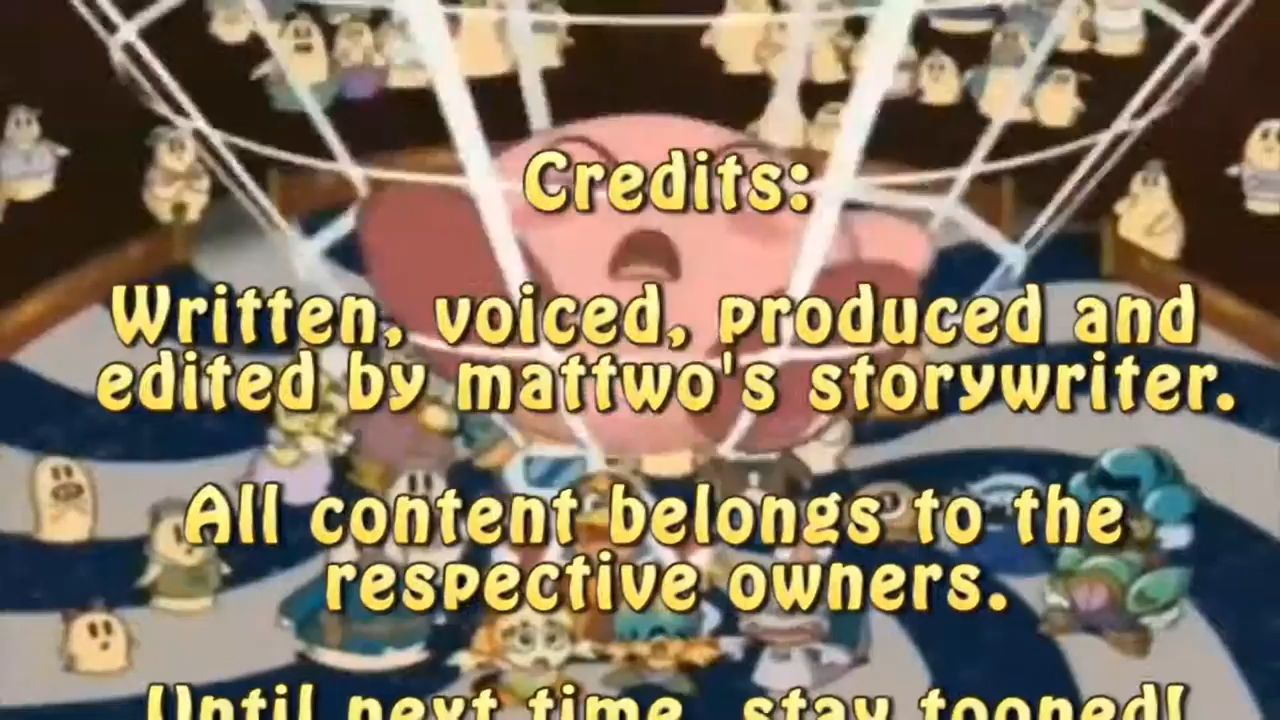 Credits:
Written, voiced, produced and
edited by mattwo's storywriter.
All content belongs to the
respective owners.
Until next time, stay tooned!